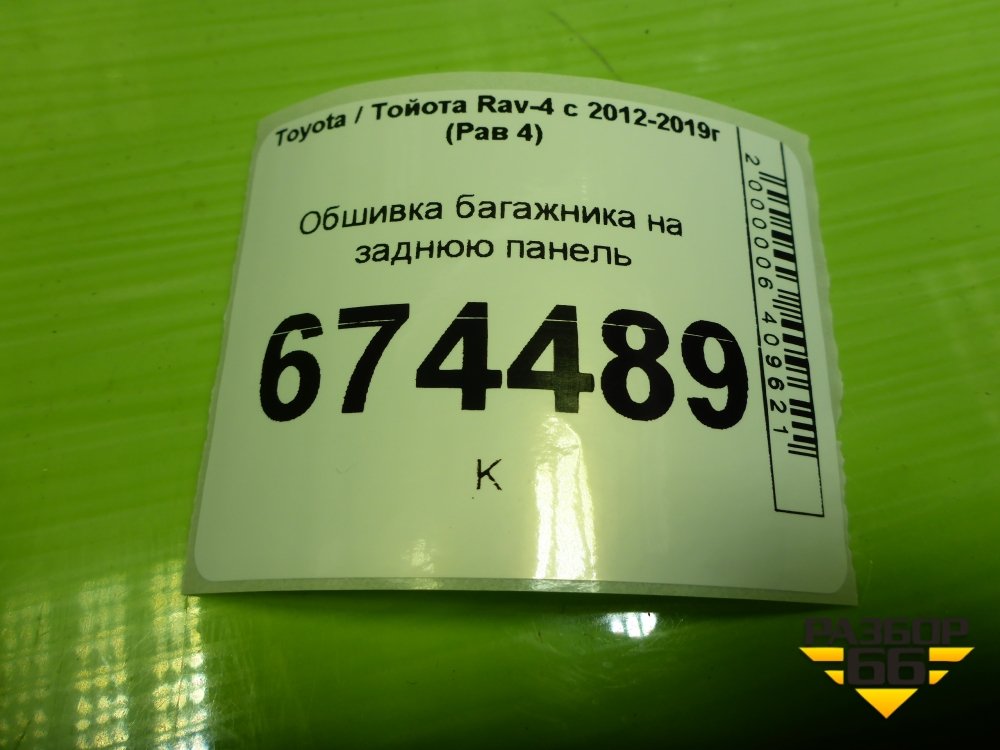 Toyota / Тойота Rav-4 с 2012-2019г
(Рав 4)
Обшивка багажника на
заднюю панель
674489
К
2000006409621
РАЗБОР
66